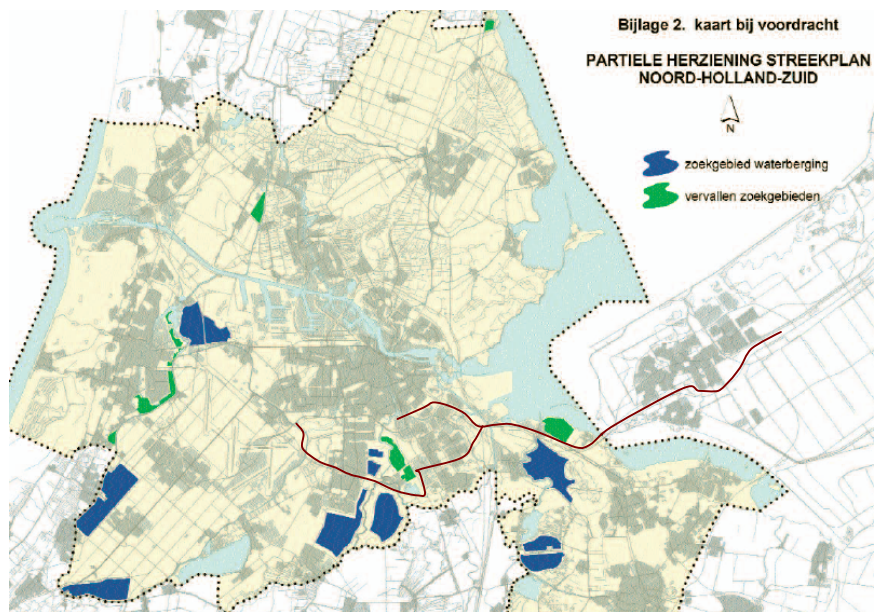 Bijlage 2. kaart bij voordracht
PARTIELE HERZIENING STREEKPLAN
NOORD-HOLLAND-ZUID
N
zoekgebied waterberging
vervallen zoekgebieden